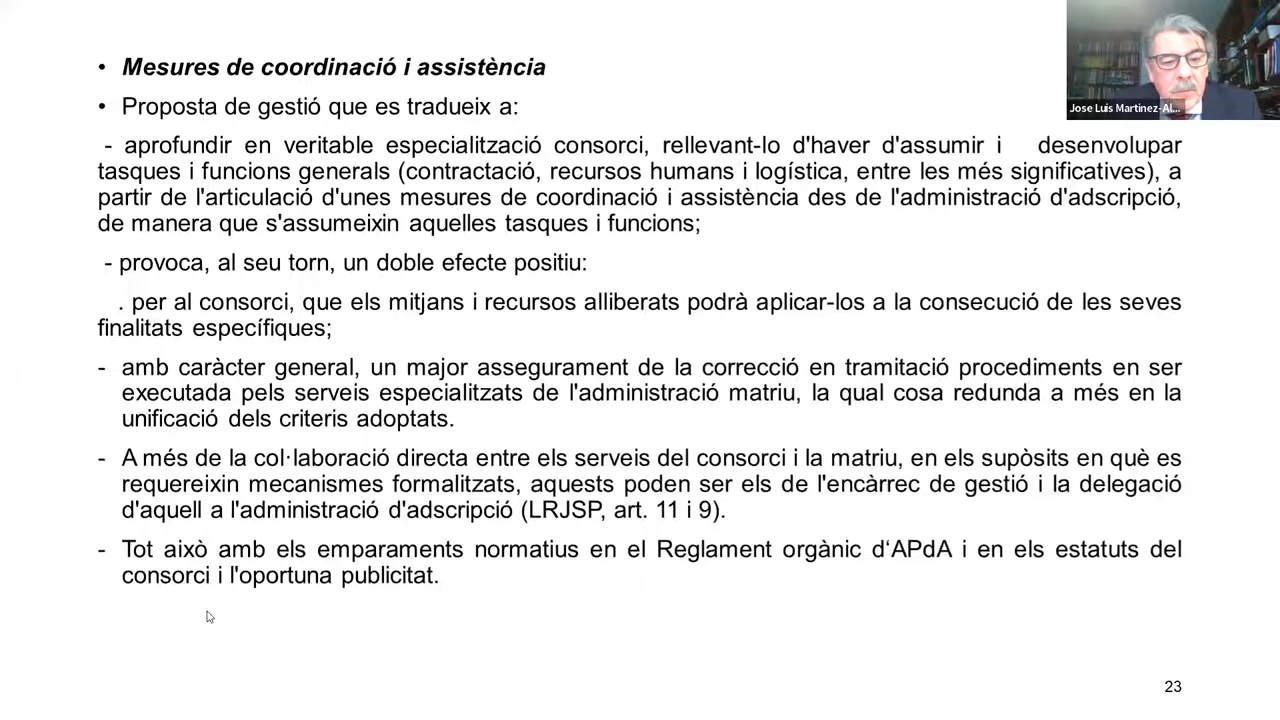 • Mesures de coordinació i assistència
Jose Luis Martínez-Al...
• Proposta de gestió que es tradueix a:
- aprofundir en veritable especialització consorci, rellevant-lo d'haver d'assumir i desenvolupar
tasques i funcions generals (contractació, recursos humans i logística, entre les més significatives), a
partir de l'articulació d'unes mesures de coordinació i assistència des de l'administració d'adscripció,
de manera que s'assumeixin aquelles tasques i funcions;
- provoca, al seu torn, un doble efecte positiu:
. per al consorci, que els mitjans i recursos alliberats podrà aplicar-los a la consecució de les seves
finalitats específiques;
- amb caràcter general, un major assegurament de la correcció en tramitació procediments en ser
executada pels serveis especialitzats de l'administració matriu, la qual cosa redunda a més en la
unificació dels criteris adoptats.
- A més de la col·laboració directa entre els serveis del consorci i la matriu, en els supòsits en què es
requereixin mecanismes formalitzats, aquests poden ser els de l'encàrrec de gestió i la delegació
d'aquell a l'administració d'adscripció (LRJSP, art. 11 i 9).
- Tot això amb els emparaments normatius en el Reglament orgànic d‘APdA i en els estatuts del
consorci i l'oportuna publicitat.
23